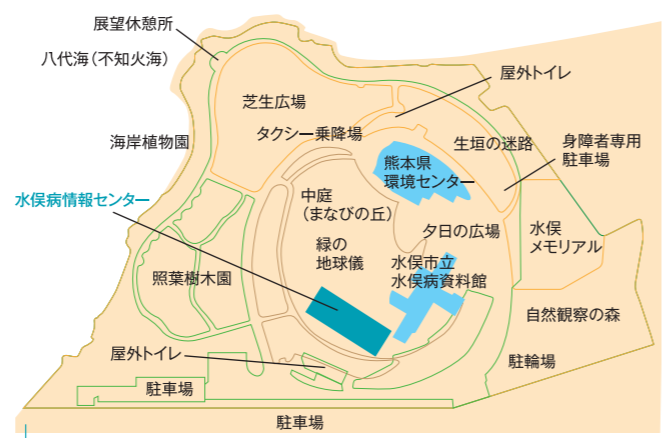 展望休憩所
八代海（不知火海）
屋外トイレ
芝生広場
タクシー乗降場
海岸植物園
生垣の迷路
身障者専用
駐車場
熊本県
環境センター
水俣病情報センター
中庭
（まなびの丘）
夕日の広場
水俣
メモリアル
緑の
地球儀
水俣市立
水俣病資料館
照葉樹木園
自然観察の森
屋外トイレ
駐輪場
駐車場
駐車場